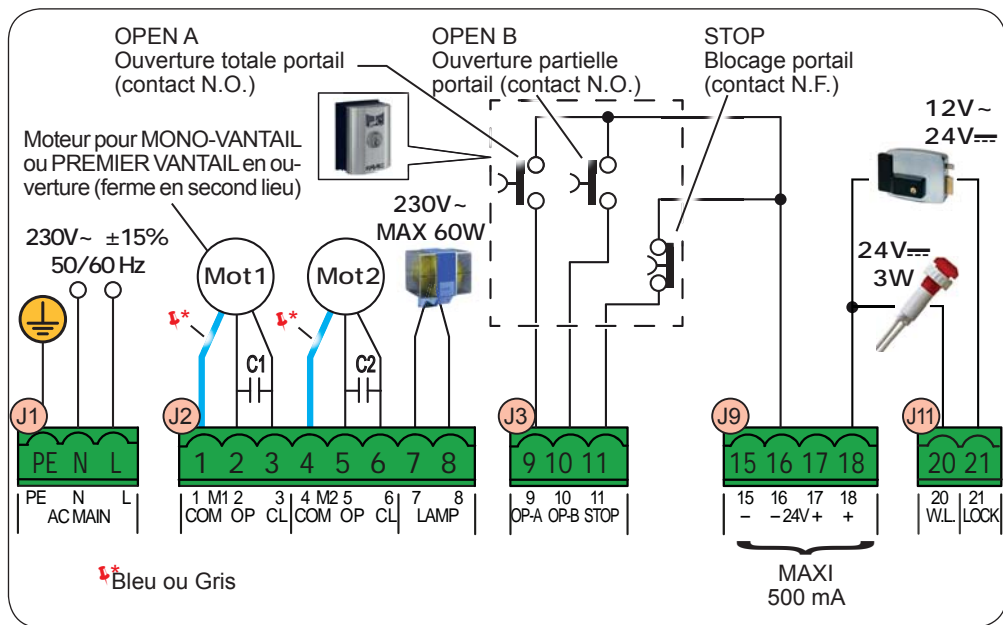 OPEN A
Ouverture totale portail
(contact N.O.)
OPEN B
Ouverture partielle
portail (contact N.O.)
STOP
Blocage portail
(contact N.F.)
12V~
24V⎓
Moteur pour MONO-VANTAIL
ou PREMIER VANTAIL en ou-
verture (ferme en second lieu)
230V~
MAX 60W
24V⎓
3W
230V~ ±15%
50/60 Hz
Mot1
Mot2
*
*
C1
C2
J1
J2
J3
J9
J11
PE N L
1 2 3 4 5 6 7 8
9 10 11
15 16 17 18
20 21
PE N L
AC MAIN
1 M1 2 3 4 M2 5 6 7 8
COM OP CL COM OP CL LAMP
9 10 11
OP-A OP-B STOP
15 16 17 18
– –24V+ +
20 21
W.L. LOCK
*Bleu ou Gris
MAXI
500 mA